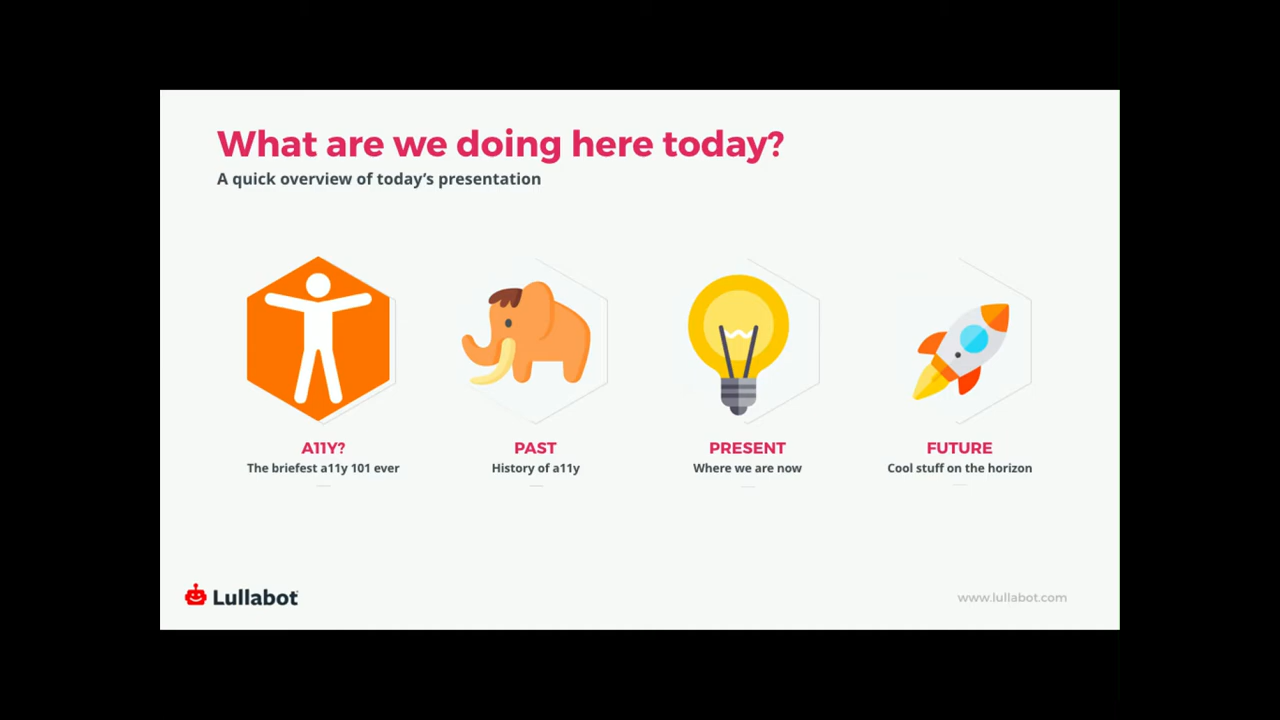 What are we doing here today?
A quick overview of today's presentation
A11Y?
The briefest a11y 101 ever
PAST
History of a11y
PRESENT
Where we are now
FUTURE
Cool stuff on the horizon
Lullabot
www.lullabot.com